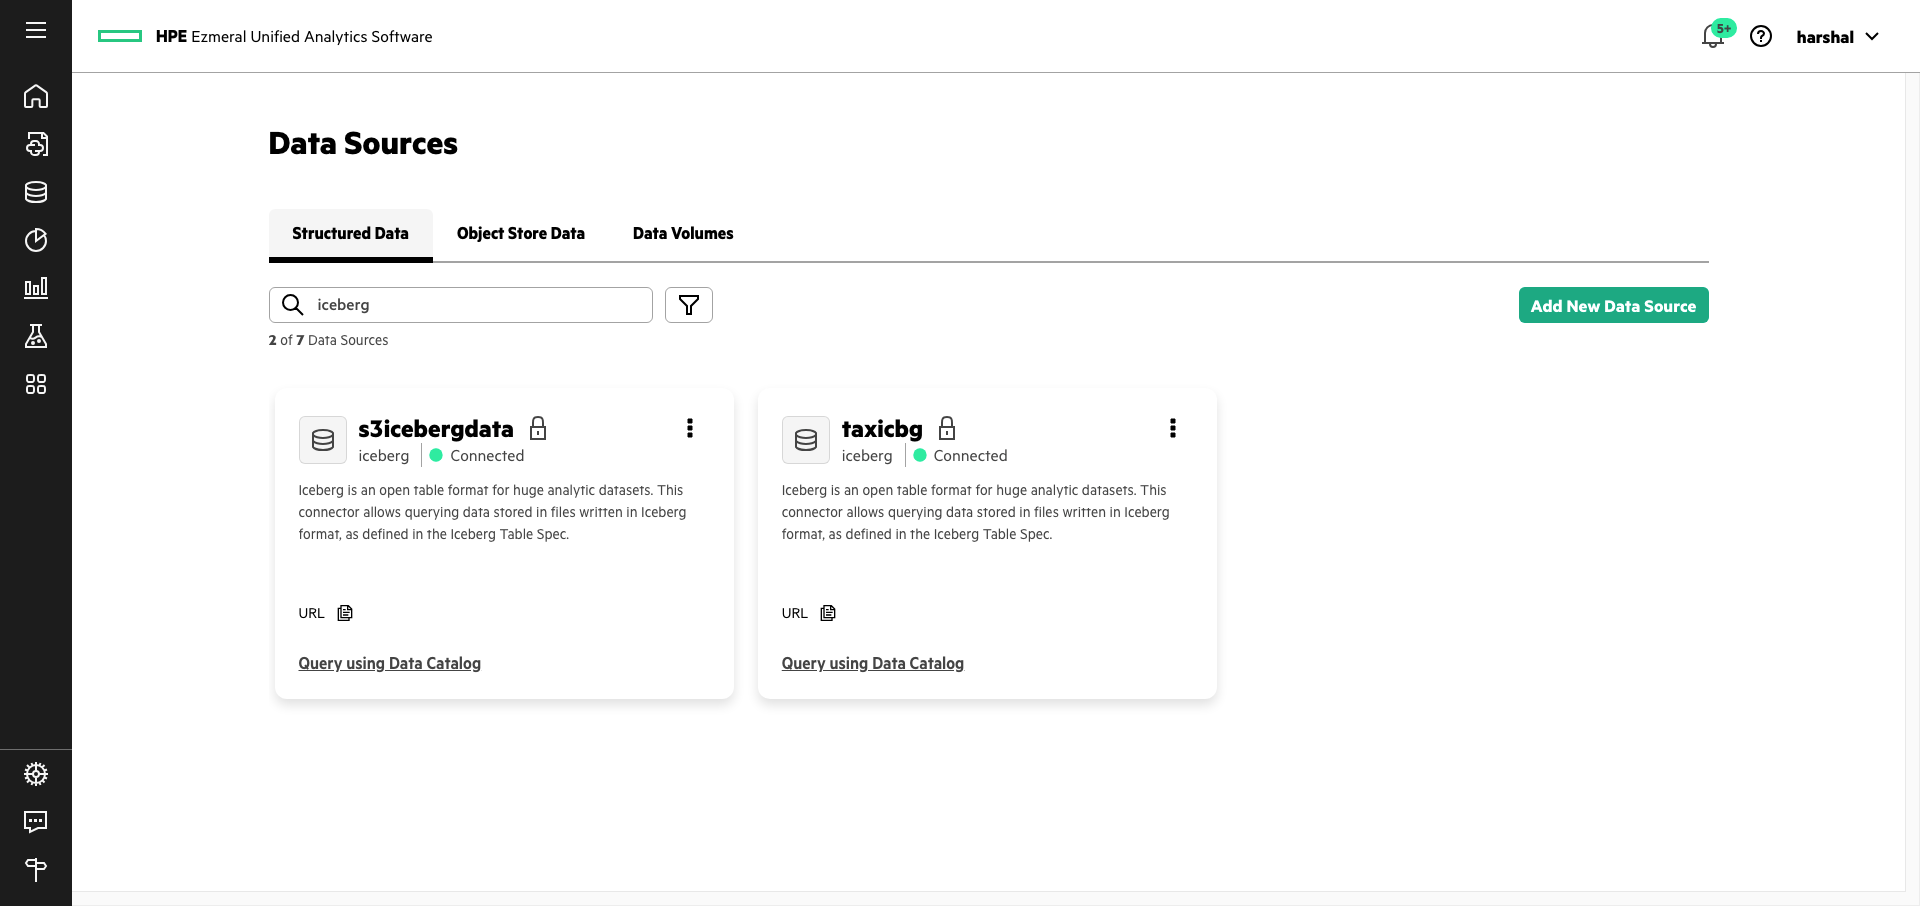 HPE Ezmeral Unified Analytics Software
5+
harshal
Data Sources
Structured Data
Object Store Data
Data Volumes
iceberg
Add New Data Source
2 of 7 Data Sources
s3icebergdata
iceberg
Connected
Iceberg is an open table format for huge analytic datasets. This
connector allows querying data stored in files written in Iceberg
format, as defined in the Iceberg Table Spec.
URL
Query using Data Catalog
taxicbg
iceberg
Connected
Iceberg is an open table format for huge analytic datasets. This
connector allows querying data stored in files written in Iceberg
format, as defined in the Iceberg Table Spec.
URL
Query using Data Catalog